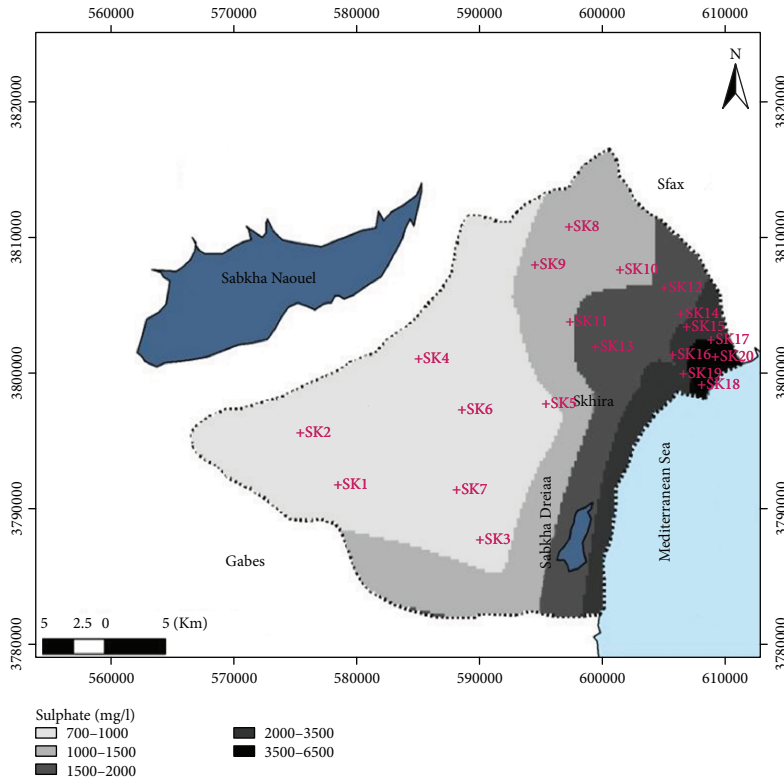 560000 570000 580000 590000 600000 610000
N
3820000 3820000
Sfax
SK8
3810000 3810000
SK9
SK10
Sabkha Naouel
SK12
SK14
SK11
SK15
SK17
SK13
SK16
SK20
SK4
3800000 3800000
SK19
SK18
SK5
Skhira
SK6
SK2
SK1
SK7
3790000 3790000
Sabkha Dreiaa
Mediterranean Sea
SK3
Gabes
5 2.5 0 5 (Km)
3780000 3780000
560000 570000 580000 590000 600000 610000
Sulphate (mg/l)
700–1000
1000–1500
1500–2000
2000–3500
3500–6500